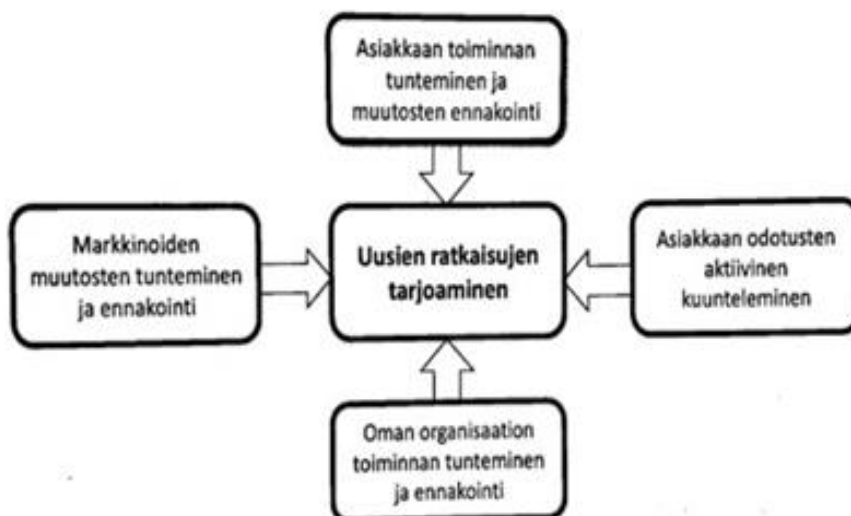 Asiakkaan toiminnan
tunteminen ja
muutosten ennakointi
Markkinoiden
muutosten tunteminen
ja ennakointi
Uusien ratkaisujen
tarjoaminen
Asiakkaan odotusten
aktiivinen
kuunteleminen
Oman organisaation
toiminnan tunteminen
ja ennakointi